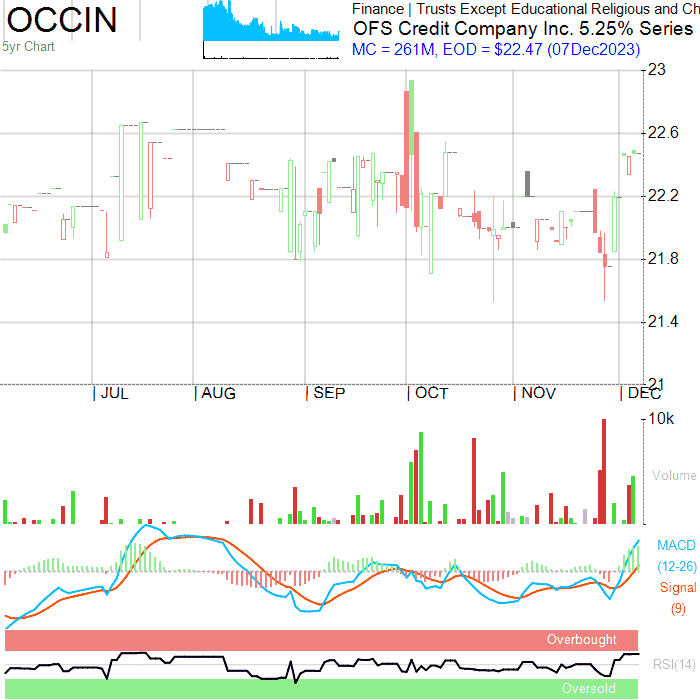 OCCIN
5yr Chart
Finance | Trusts Except Educational Religious and Ch
OFS Credit Company Inc. 5.25% Series
MC = 261M, EOD = $22.47 (07Dec2023)
23
22.6
22.2
21.8
21.4
21
JUL AUG SEP OCT NOV DEC
10k
Volume
MACD
(12-26)
Signal
(9)
Overbought
RSI(14)
Oversold